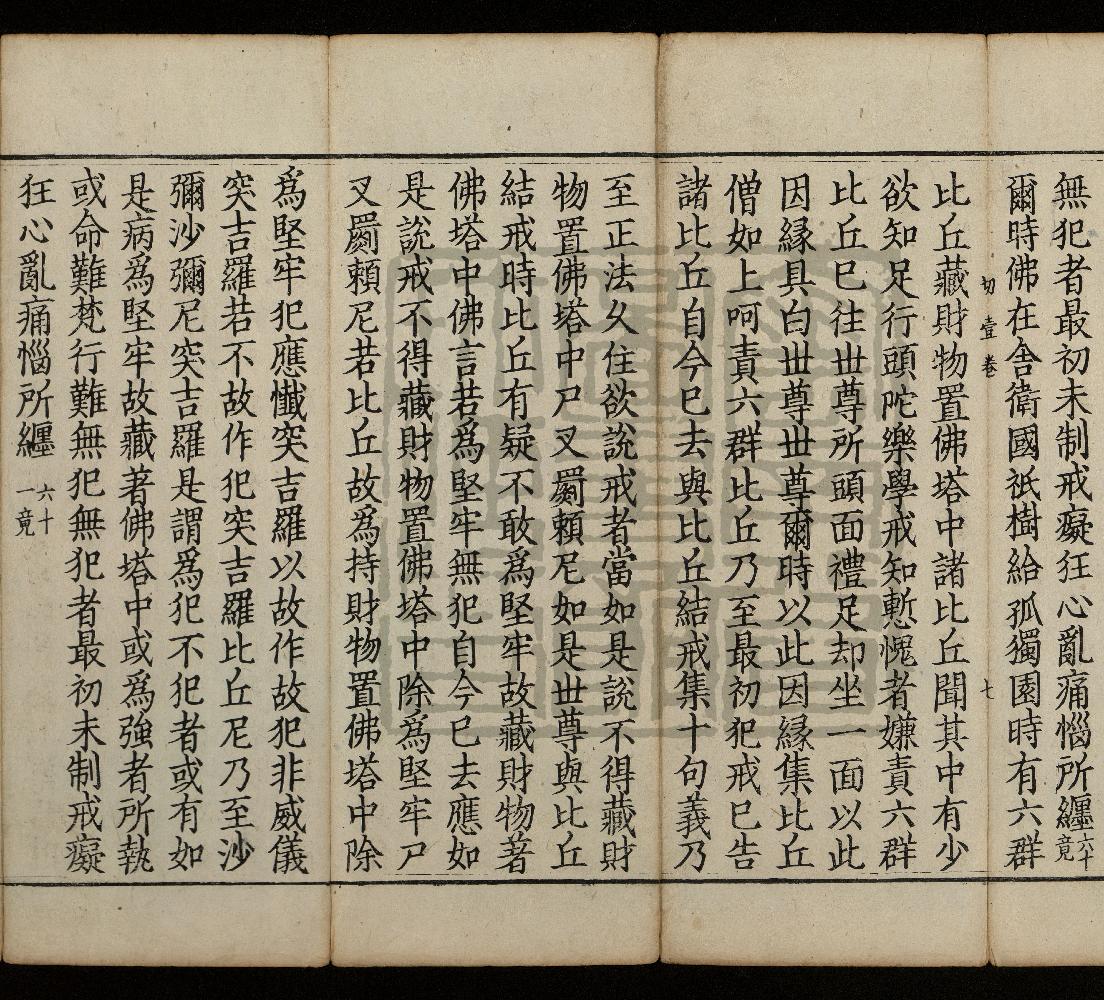 無犯者最初未制戒癡狂心亂痛惱所纏六十竟
爾時佛在舍衛國祇樹給孤獨園時有六群
切壹卷 七
比丘藏財物置佛塔中諸比丘聞其中有少
欲知足行頭陀樂學戒知慙愧者嫌責六群
比丘巳往世尊所頭面禮足却坐一面以此
因緣具白世尊世尊爾時以此因緣集比丘
僧如上呵責六群比丘乃至最初犯戒巳告
諸比丘自今巳去與比丘結戒集十句義乃
至正法久住欲說戒者當如是說不得藏財
物置佛塔中尸叉罽賴尼如是世尊與比丘
結戒時比丘有疑不敢為堅牢故藏財物著
佛塔中佛言若為堅牢無犯自今巳去應如
是說戒不得藏財物置佛塔中除為堅牢尸
叉罽賴尼若比丘故為持財物置佛塔中除
為堅牢犯應懺突吉羅以故作故犯非威儀
突吉羅若不故作犯突吉羅比丘尼乃至沙
彌沙彌尼突吉羅是謂為犯不犯者或有如
是病為堅牢故藏著佛塔中或為強者所執
或命難梵行難無犯無犯者最初未制戒癡
狂心亂痛惱所纏六十一竟